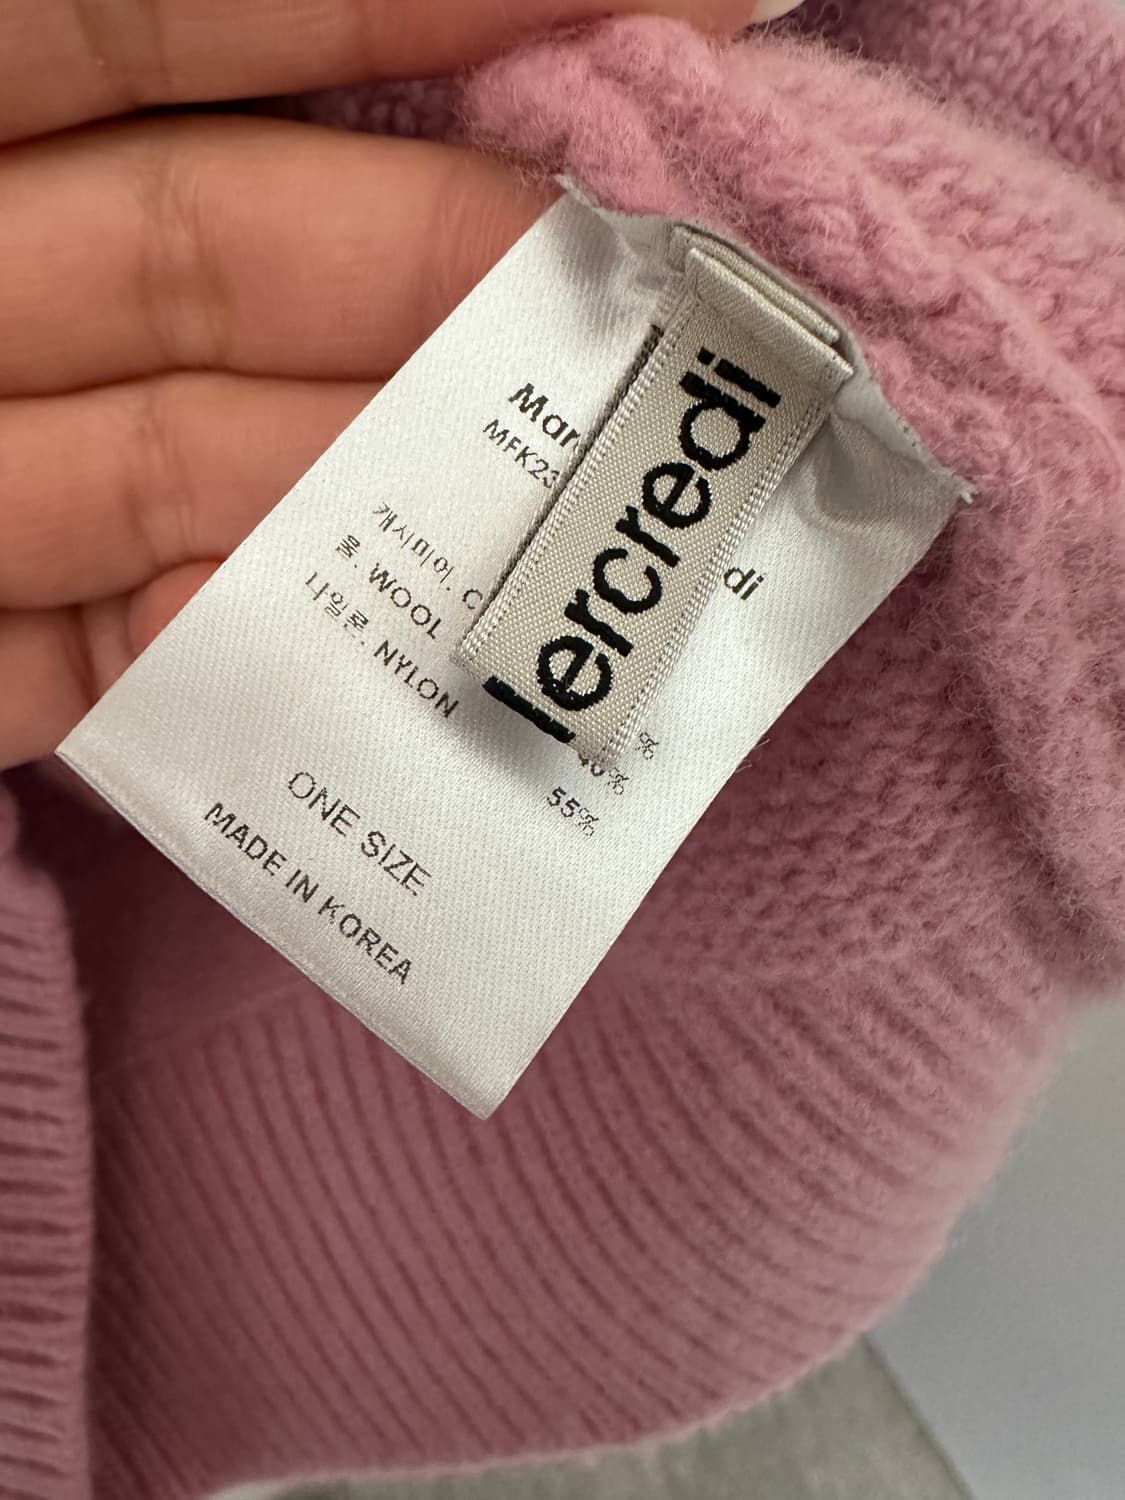 Mar di
MFK23
캐시미어. C %
울. WOOL %
나일론. NYLON 55%
ONE SIZE
MADE IN KOREA
ercredi